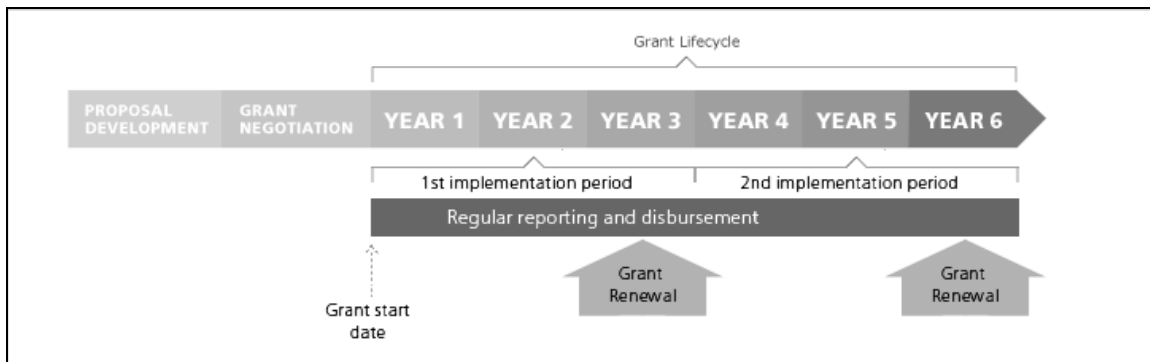 Grant Lifecycle
PROPOSAL
DEVELOPMENT
GRANT
NEGOTIATION
YEAR 1
YEAR 2
YEAR 3
YEAR 4
YEAR 5
YEAR 6
1st implementation period
2nd implementation period
Regular reporting and disbursement
Grant start
date
Grant
Renewal
Grant
Renewal